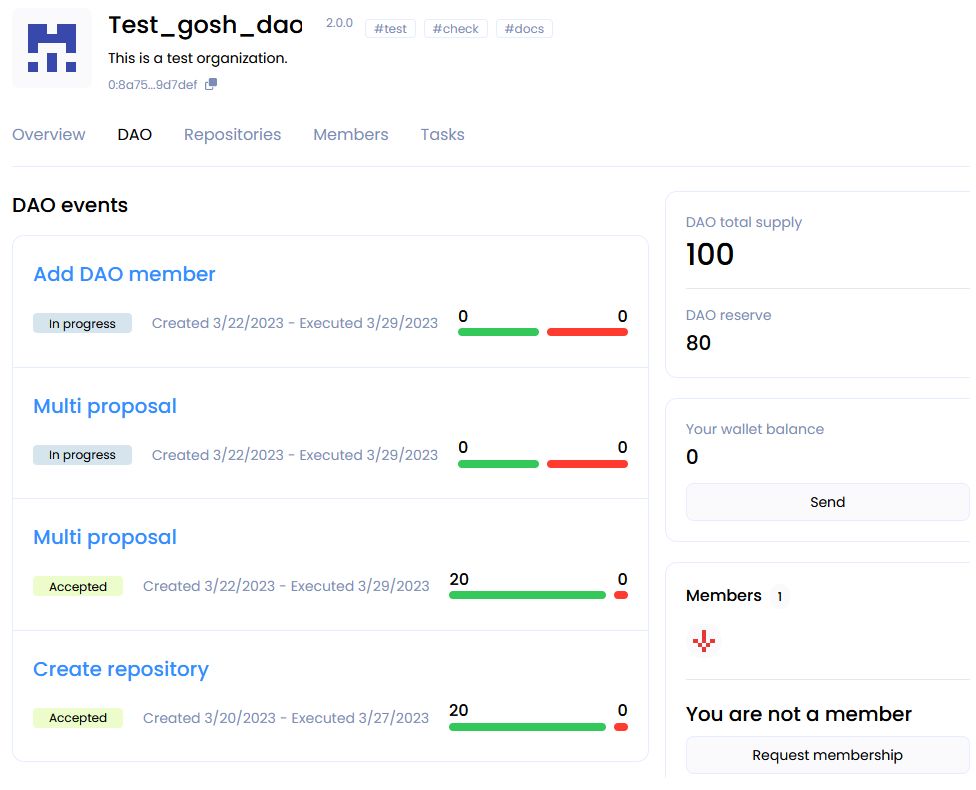 Test_gosh_dao 2.0.0 #test #check #docs
This is a test organization.
0:8a75...9d7def
Overview DAO Repositories Members Tasks
DAO events
Add DAO member
In progress Created 3/22/2023 - Executed 3/29/2023 0 0
Multi proposal
In progress Created 3/22/2023 - Executed 3/29/2023 0 0
Multi proposal
Accepted Created 3/22/2023 - Executed 3/29/2023 20 0
Create repository
Accepted Created 3/20/2023 - Executed 3/27/2023 20 0
DAO total supply
100
DAO reserve
80
Your wallet balance
0
Send
Members 1
You are not a member
Request membership